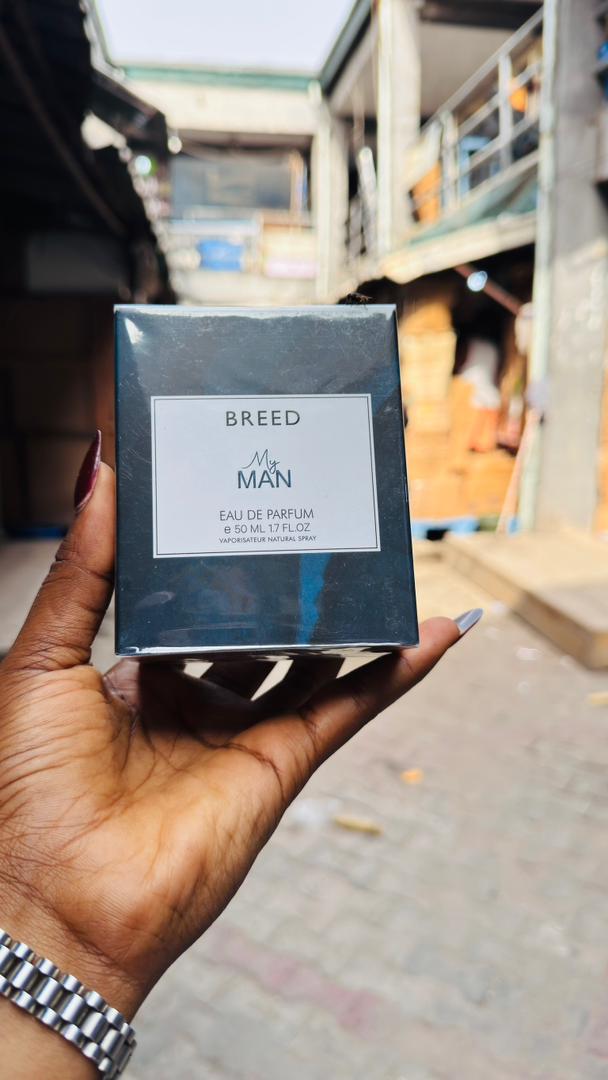 BREED
My
MAN
EAU DE PARFUM
e 50 ML 1.7 FL.OZ
VAPORISATEUR NATURAL SPRAY